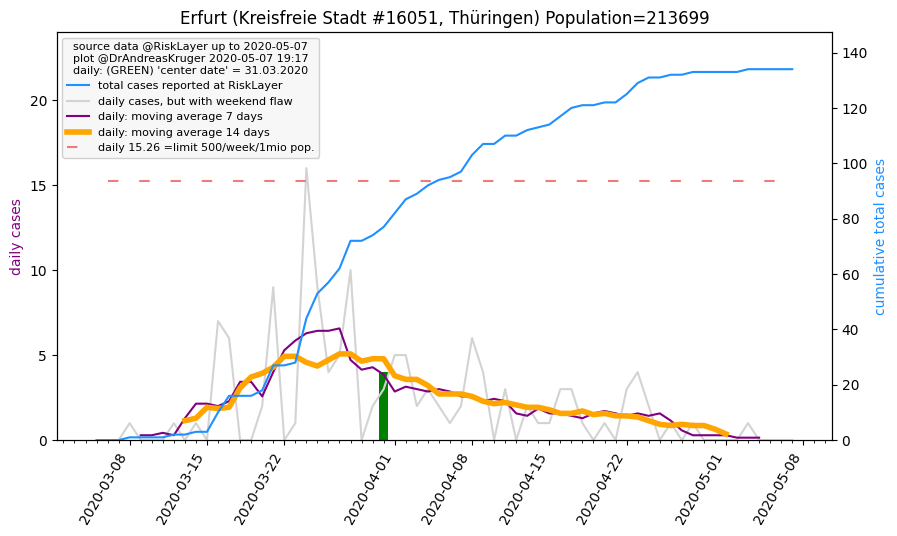 Erfurt (Kreisfreie Stadt #16051, Thüringen) Population=213699
source data @RiskLayer up to 2020-05-07
plot @DrAndreasKruger 2020-05-07 19:17
daily: (GREEN) 'center date' = 31.03.2020
total cases reported at RiskLayer
daily cases, but with weekend flaw
daily: moving average 7 days
daily: moving average 14 days
daily 15.26 =limit 500/week/1mio pop.
daily cases
0
5
10
15
20
cumulative total cases
0
20
40
60
80
100
120
140
2020-03-08
2020-03-15
2020-03-22
2020-04-01
2020-04-08
2020-04-15
2020-04-22
2020-05-01
2020-05-08